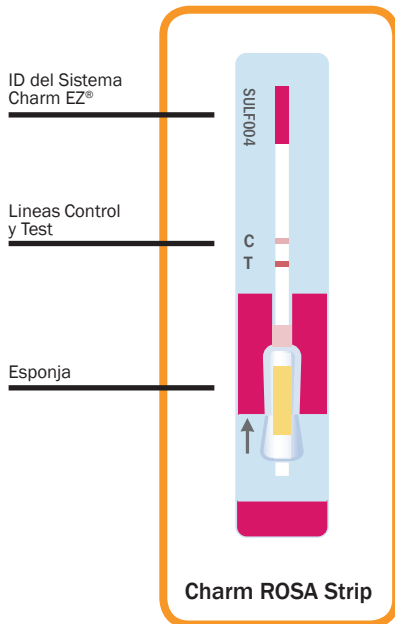 ID del Sistema
Charm EZ®
SULF004
Lineas Control
y Test
C
T
Esponja
Charm ROSA Strip